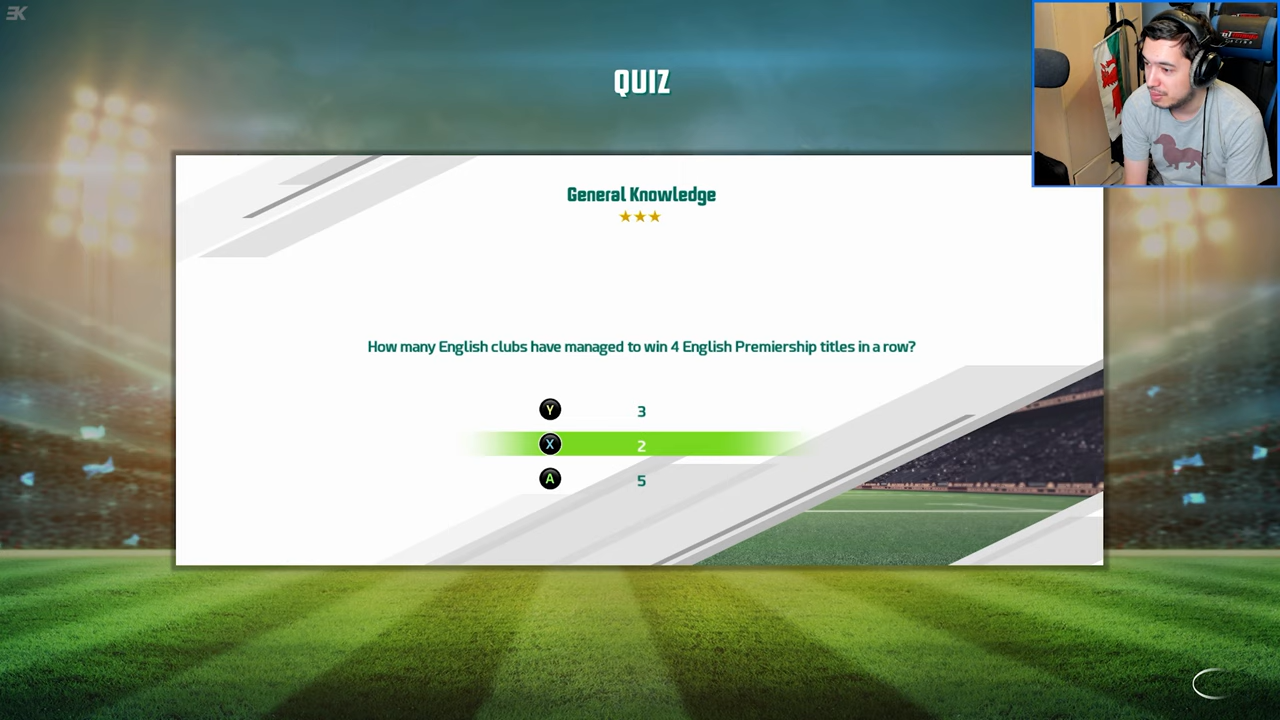 3K
QUIZ
General Knowledge
How many English clubs have managed to win 4 English Premiership titles in a row?
Y 3
X 2
A 5